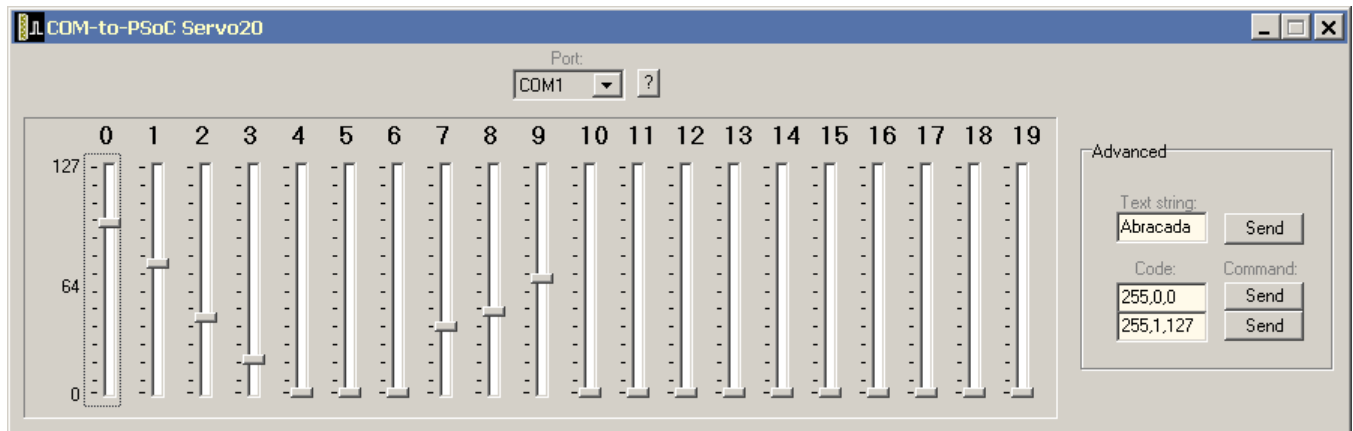 COM-to-PSoC Servo20
Port:
COM1 ?
0 1 2 3 4 5 6 7 8 9 10 11 12 13 14 15 16 17 18 19
127
64
0
Advanced
Text string:
Abracada Send
Code: Command:
255,0,0 Send
255,1,127 Send